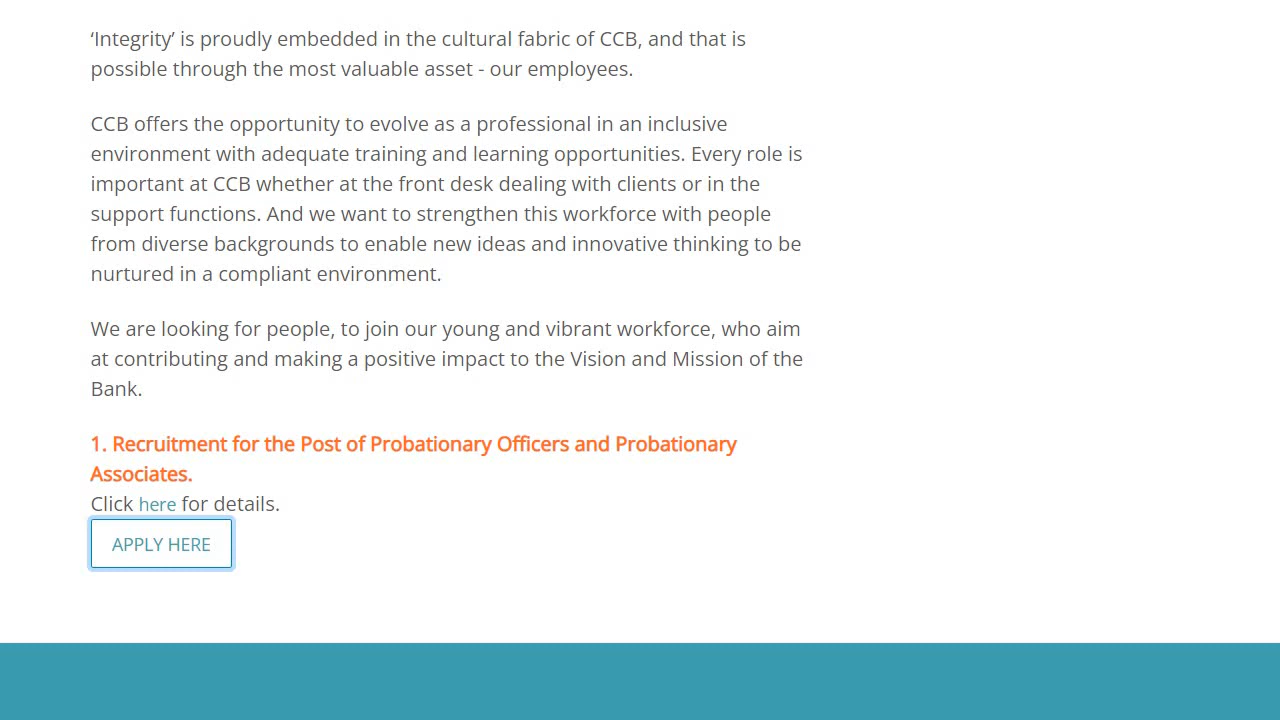 ‘Integrity’ is proudly embedded in the cultural fabric of CCB, and that is
possible through the most valuable asset - our employees.
CCB offers the opportunity to evolve as a professional in an inclusive
environment with adequate training and learning opportunities. Every role is
important at CCB whether at the front desk dealing with clients or in the
support functions. And we want to strengthen this workforce with people
from diverse backgrounds to enable new ideas and innovative thinking to be
nurtured in a compliant environment.
We are looking for people, to join our young and vibrant workforce, who aim
at contributing and making a positive impact to the Vision and Mission of the
Bank.
1. Recruitment for the Post of Probationary Officers and Probationary
Associates.
Click here for details.
APPLY HERE